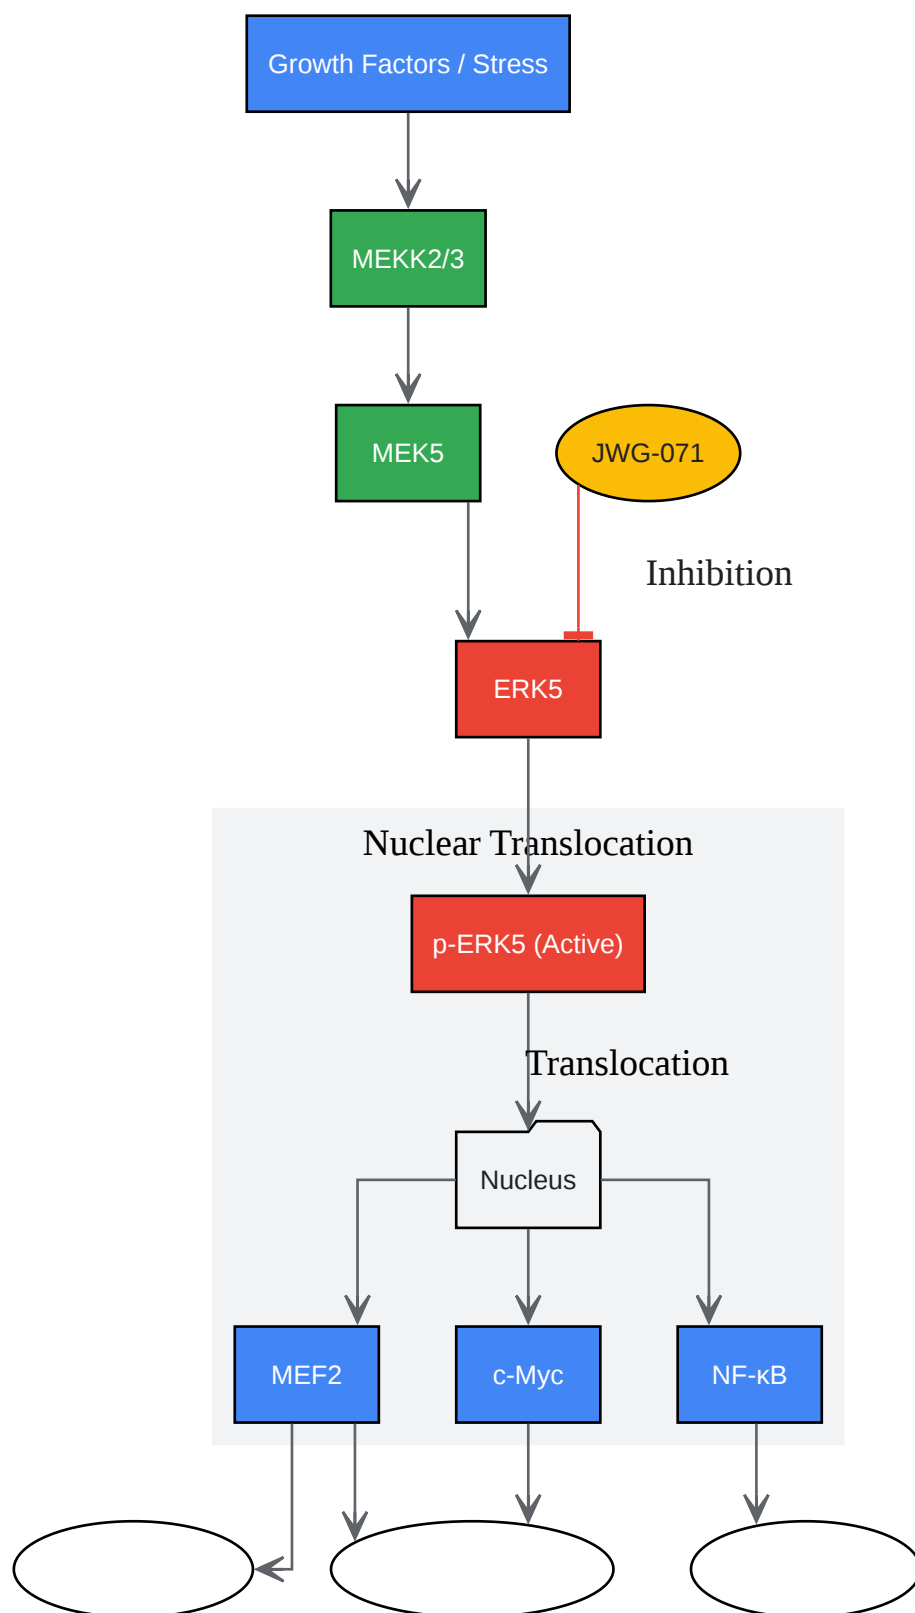 Growth Factors / Stress
MEKK2/3
MEK5
JWG-071
Inhibition
ERK5
Nuclear Translocation
p-ERK5 (Active)
Translocation
Nucleus
MEF2
c-Myc
NF-κB